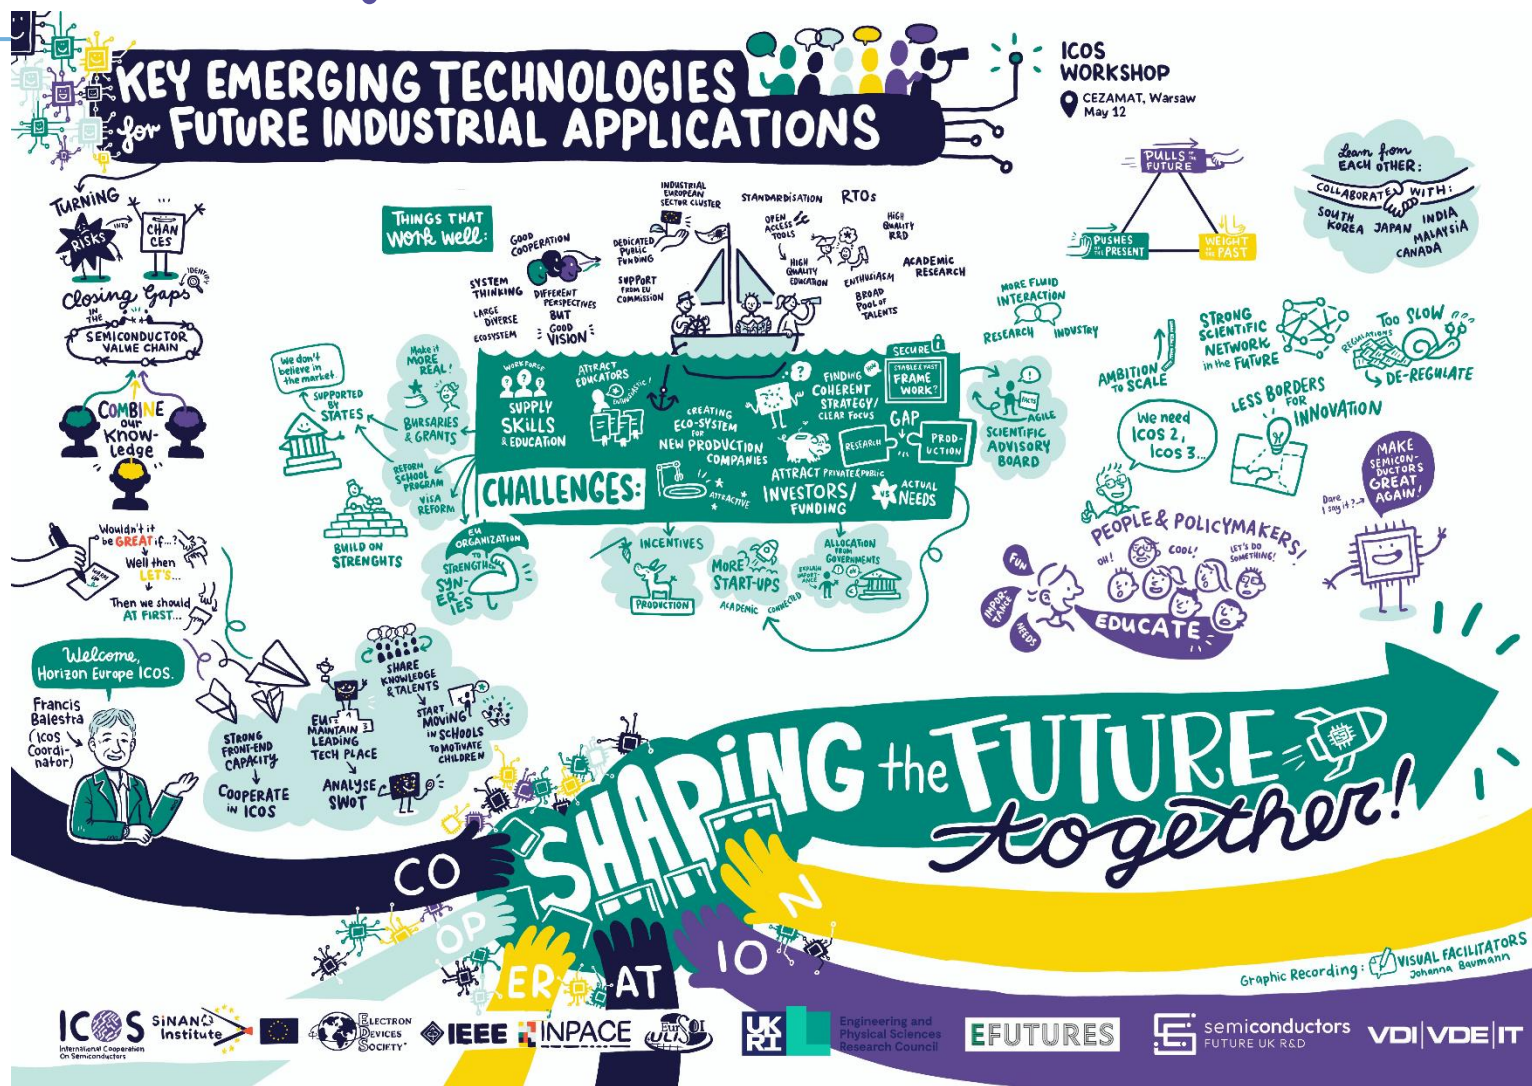 KEY EMERGING TECHNOLOGIES
for FUTURE INDUSTRIAL APPLICATIONS
ICOS
WORKSHOP
CEZAMAT, Warsaw
May 12
TURNING
RISKS
INTO
CHAN
CES
IDENTIFY
Closing Gaps
IN
THE
SEMICONDUCTOR
VALUE CHAIN
COMBINE
our
Know-
ledge
Wouldn't it
be GREAT if...?
Well then
LET'S...
Then we should
AT FIRST...
Welcome,
Horizon Europe ICOS.
Francis
Balestra
(ICOS
Coordi-
nator)
THINGS THAT
Work well:
GOOD
COOPERATION
SYSTEM
THINKING
LARGE
DIVERSE
ECOSYSTEM
DIFFERENT
PERSPECTIVES
BUT
GOOD
VISION
INDUSTRIAL
EUROPEAN
SECTOR CLUSTER
DEDICATED
PUBLIC
FUNDING
SUPPORT
FROM EU
COMMISSION
STANDARDISATION
RTOs
OPEN
ACCESS
TOOLS
HIGH
QUALITY
EDUCATION
HIGH
QUALITY
R&D
ENTHUSIASM
BROAD
POOL OF
TALENTS
ACADEMIC
RESEARCH
PULLS OF THE
FUTURE
PUSHES
OF THE PRESENT
WEIGHT
OF THE PAST
Learn from
EACH OTHER:
COLLABORATE WITH:
SOUTH
KOREA
JAPAN
INDIA
MALAYSIA
CANADA
We don't
believe in
the market.
SUPPORTED
BY
STATES
Make it
MORE
REAL!
BURSARIES
& GRANTS
REFORM
SCHOOL
PROGRAM
VISA
REFORM
BUILD ON
STRENGHTS
EU
ORGANIZATION
TO
STRENGTHEN
SYN-
ER-
IES
WORKFORCE
? ? ?
SUPPLY
SKILLS
& EDUCATION
ATTRACT
EDUCATORS
ENTHUSIASTIC!
CREATING
ECO-SYSTEM
FOR
NEW PRODUCTION
COMPANIES
ATTRACTIVE
?
FINDING
COHERENT
STRATEGY/
CLEAR FOCUS
SECURE
STABLE & FAST
FRAME
WORK?
GAP
RESEARCH
PROD-
UCTION
ATTRACT PRIVATE & PUBLIC
INVESTORS/
FUNDING
VS
ACTUAL
NEEDS
CHALLENGES:
INCENTIVES
PRODUCTION
MORE
START-UPS
ACADEMIC CONNECTED
ALLOCATION
FROM
GOVERNMENTS
EXPLAIN
IMPORT-
ANCE
MORE FLUID
INTERACTION
RESEARCH
INDUSTRY
FACTS
AGILE
SCIENTIFIC
ADVISORY
BOARD
AMBITION
TO SCALE
STRONG
SCIENTIFIC
NETWORK
in the FUTURE
TOO SLOW
REGULATIONS
DE-REGULATE
LESS BORDERS
FOR
INNOVATION
We need
ICOS 2,
ICOS 3...
PEOPLE & POLICYMAKERS!
OH!
COOL!
LET'S DO
SOMETHING!
FUN
IMPOR-
TANCE
NEEDS
EDUCATE
Dare
I say it?
MAKE
SEMICON-
DUCTORS
GREAT
AGAIN!
STRONG
FRONT-END
CAPACITY
COOPERATE
IN ICOS
EU
MAINTAIN
LEADING
TECH PLACE
ANALYSE
SWOT
SHARE
KNOWLEDGE
& TALENTS
START
MOVING
IN SCHOOLS
TO MOTIVATE
CHILDREN
SHAPING the FUTURE
together!
CO
OP
ER
AT
IO
N
Graphic Recording: VISUAL FACILITATORS
Johanna Baumann
ICOS
International Cooperation
On Semiconductors
SiNANO
Institute
ELECTRON
DEVICES
SOCIETY
IEEE
INPACE
EuroSOI
ULIS
UK
RI
Engineering and
Physical Sciences
Research Council
EFUTURES
semiconductors
FUTURE UK R&D
VDI|VDE|IT